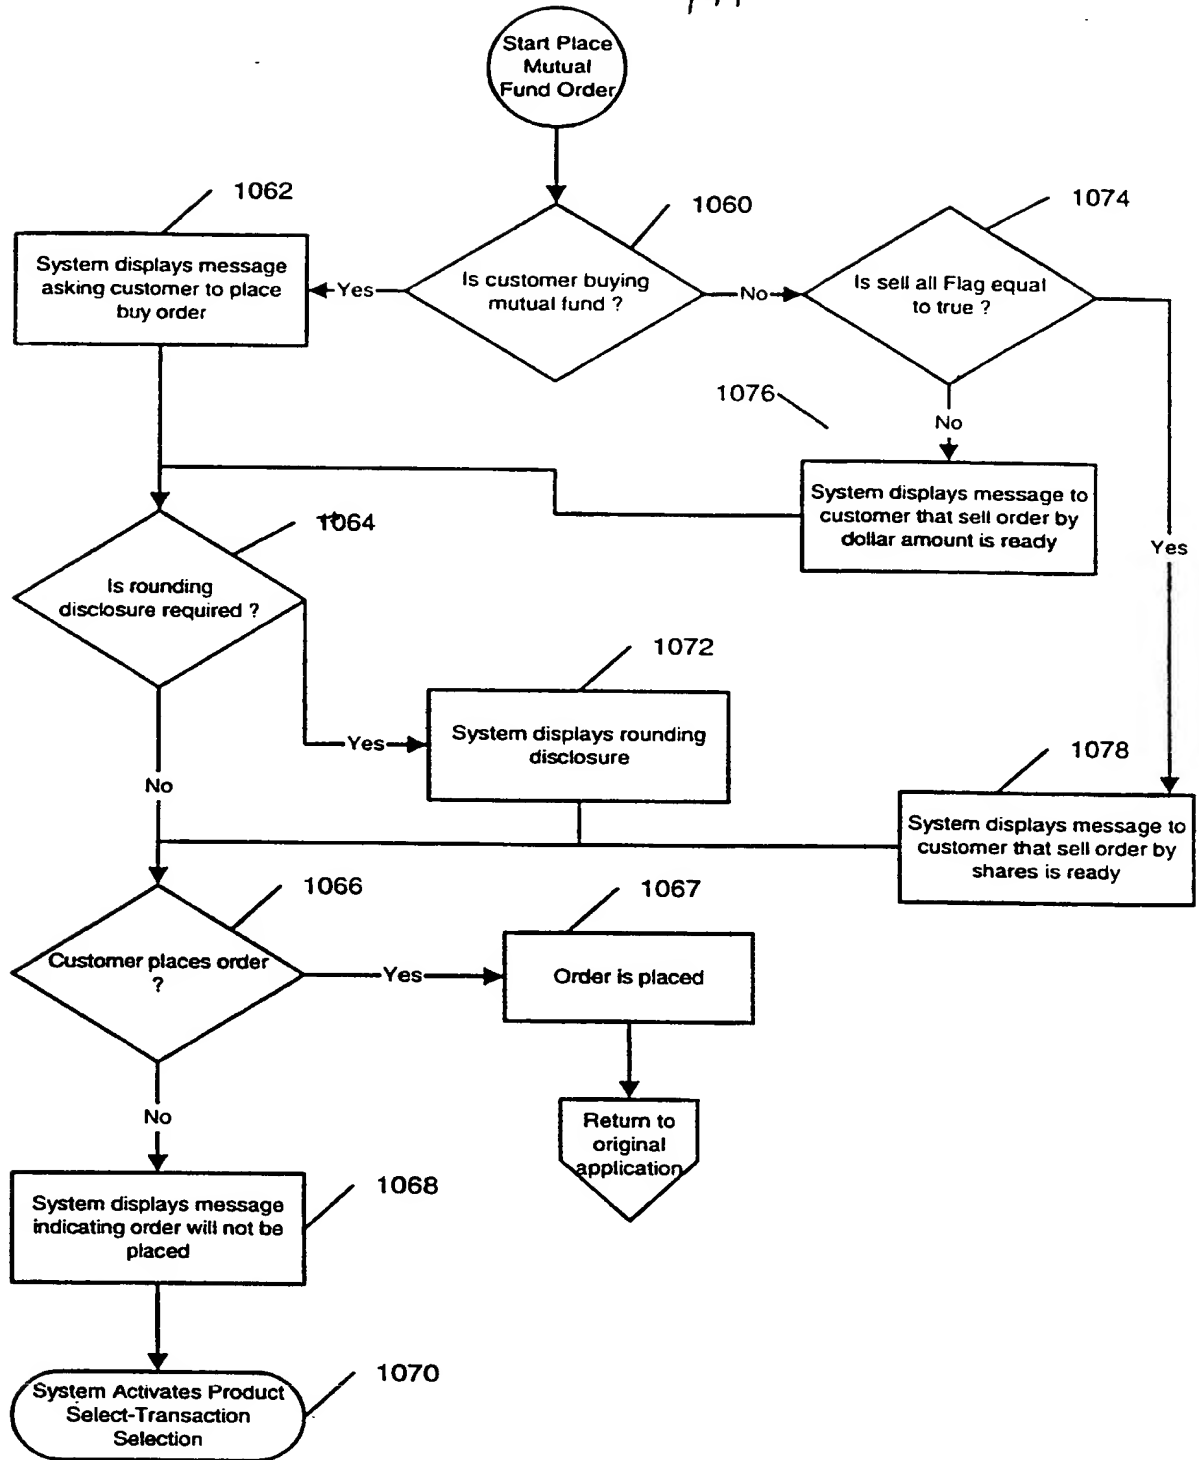 Start Place
Mutual
Fund Order
1062
1060
1074
System displays message
asking customer to place
buy order
Yes
Is customer buying
mutual fund ?
No
Is sell all Flag equal
to true ?
1076
No
System displays message to
customer that sell order by
dollar amount is ready
Yes
1064
Is rounding
disclosure required ?
1072
Yes
System displays rounding
disclosure
1078
No
System displays message to
customer that sell order by
shares is ready
1066
1067
Customer places order
?
Yes
Order is placed
No
Return to
original
application
1068
System displays message
indicating order will not be
placed
1070
System Activates Product
Select-Transaction
Selection